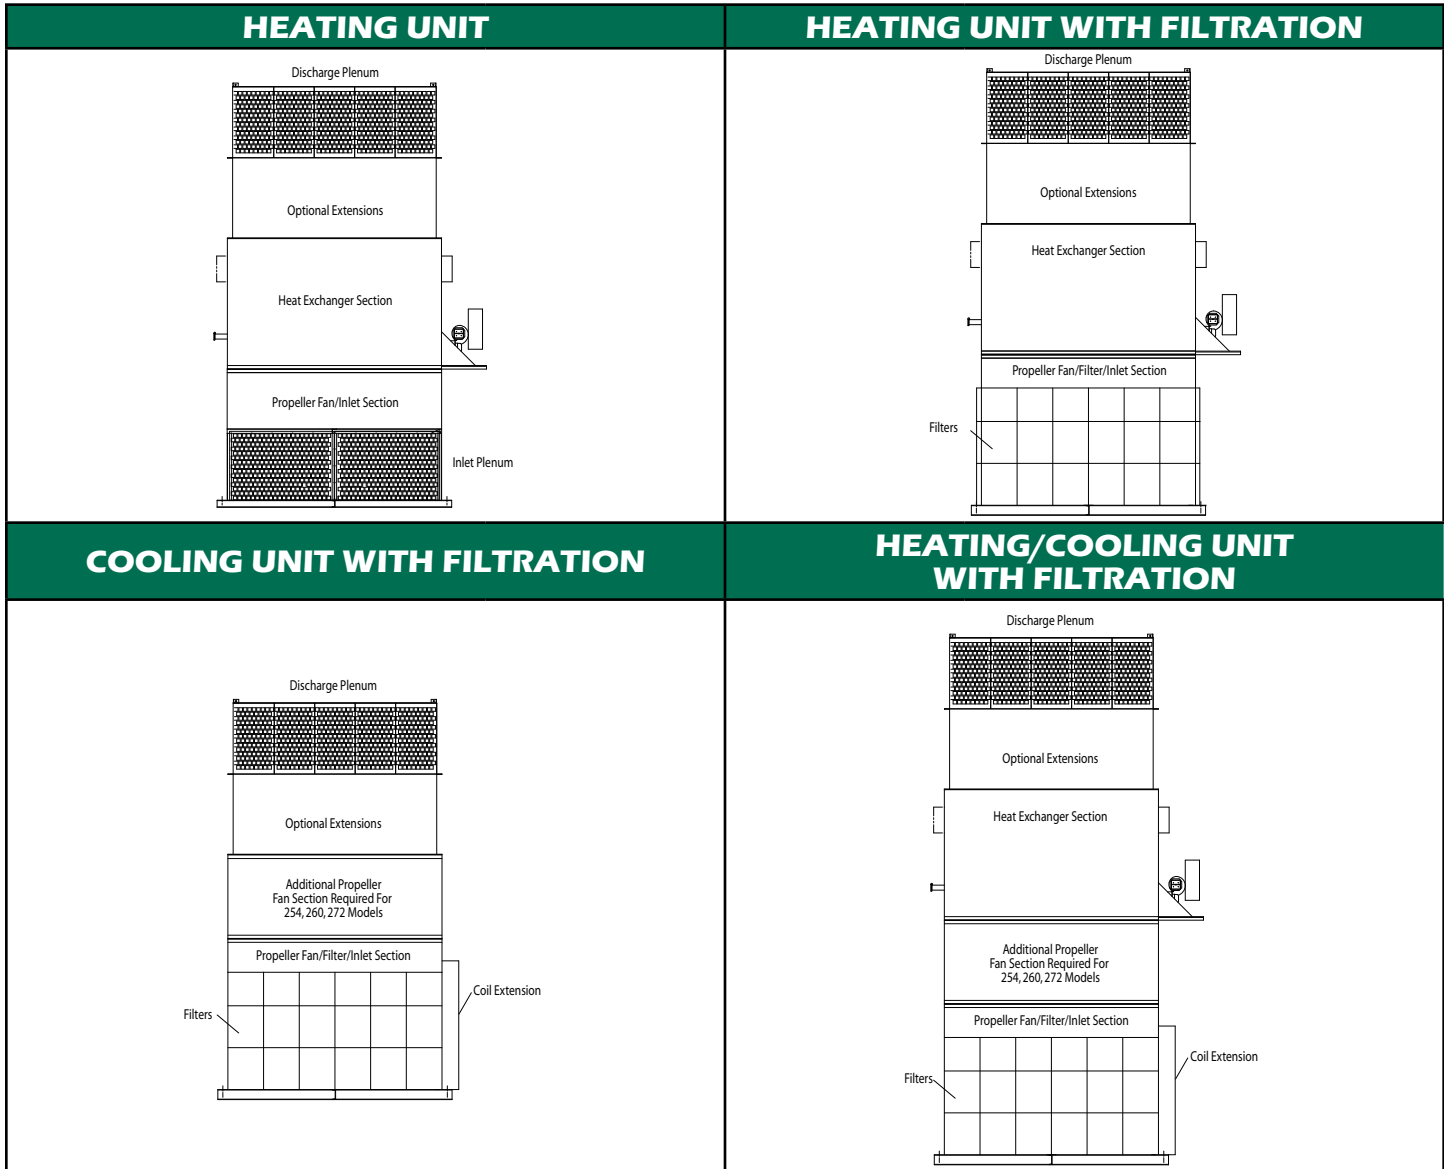 HEATING UNIT
Discharge Plenum
Optional Extensions
Heat Exchanger Section
Propeller Fan/Inlet Section
Inlet Plenum
HEATING UNIT WITH FILTRATION
Discharge Plenum
Optional Extensions
Heat Exchanger Section
Propeller Fan/Filter/Inlet Section
Filters
COOLING UNIT WITH FILTRATION
Discharge Plenum
Optional Extensions
Additional Propeller
Fan Section Required For
254, 260, 272 Models
Propeller Fan/Filter/Inlet Section
Coil Extension
Filters
HEATING/COOLING UNIT
WITH FILTRATION
Discharge Plenum
Optional Extensions
Heat Exchanger Section
Additional Propeller
Fan Section Required For
254, 260, 272 Models
Propeller Fan/Filter/Inlet Section
Coil Extension
Filters